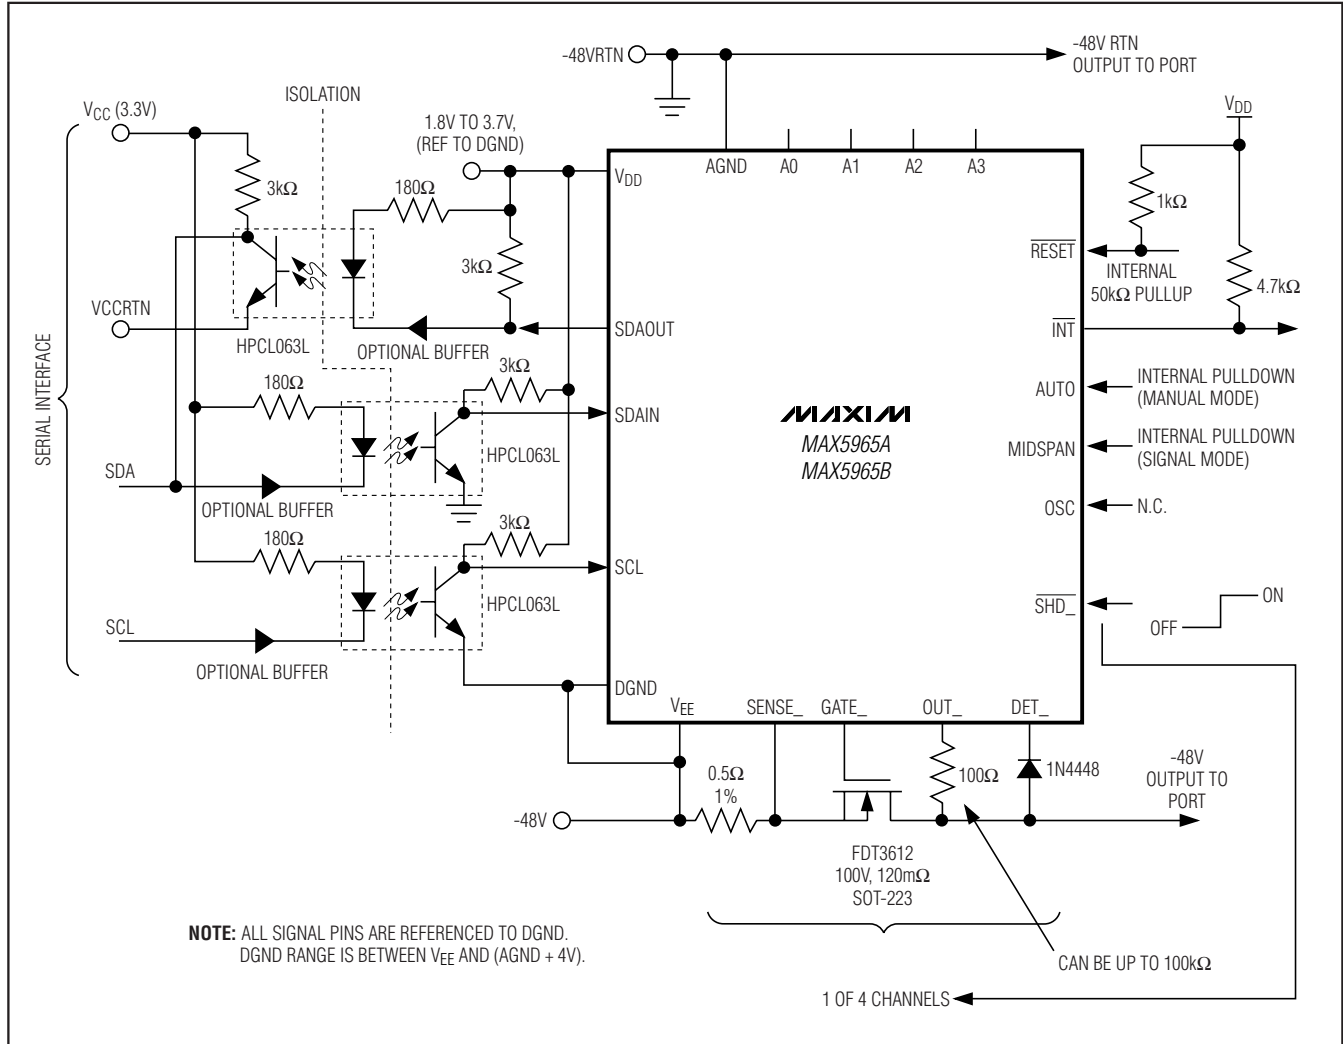 -48VRTN
-48V RTN
OUTPUT TO PORT
ISOLATION
VCC (3.3V)
1.8V TO 3.7V,
(REF TO DGND)
VDD
3kΩ
180Ω
VDD
AGND
A0
A1
A2
A3
1kΩ
RESET
INTERNAL
50kΩ PULLUP
3kΩ
4.7kΩ
VCCRTN
SDAOUT
INT
HPCL063L
OPTIONAL BUFFER
SERIAL INTERFACE
180Ω
3kΩ
SDAIN
AUTO
INTERNAL PULLDOWN
(MANUAL MODE)
MAXIM
MAX5965A
MAX5965B
HPCL063L
MIDSPAN
INTERNAL PULLDOWN
(SIGNAL MODE)
SDA
OPTIONAL BUFFER
OSC
N.C.
180Ω
3kΩ
SCL
HPCL063L
SHD_
ON
OFF
SCL
OPTIONAL BUFFER
DGND
VEE
SENSE_
GATE_
OUT_
DET_
0.5Ω
1%
100Ω
1N4448
-48V
OUTPUT TO
PORT
-48V
FDT3612
100V, 120mΩ
SOT-223
NOTE: ALL SIGNAL PINS ARE REFERENCED TO DGND.
DGND RANGE IS BETWEEN VEE AND (AGND + 4V).
CAN BE UP TO 100kΩ
1 OF 4 CHANNELS